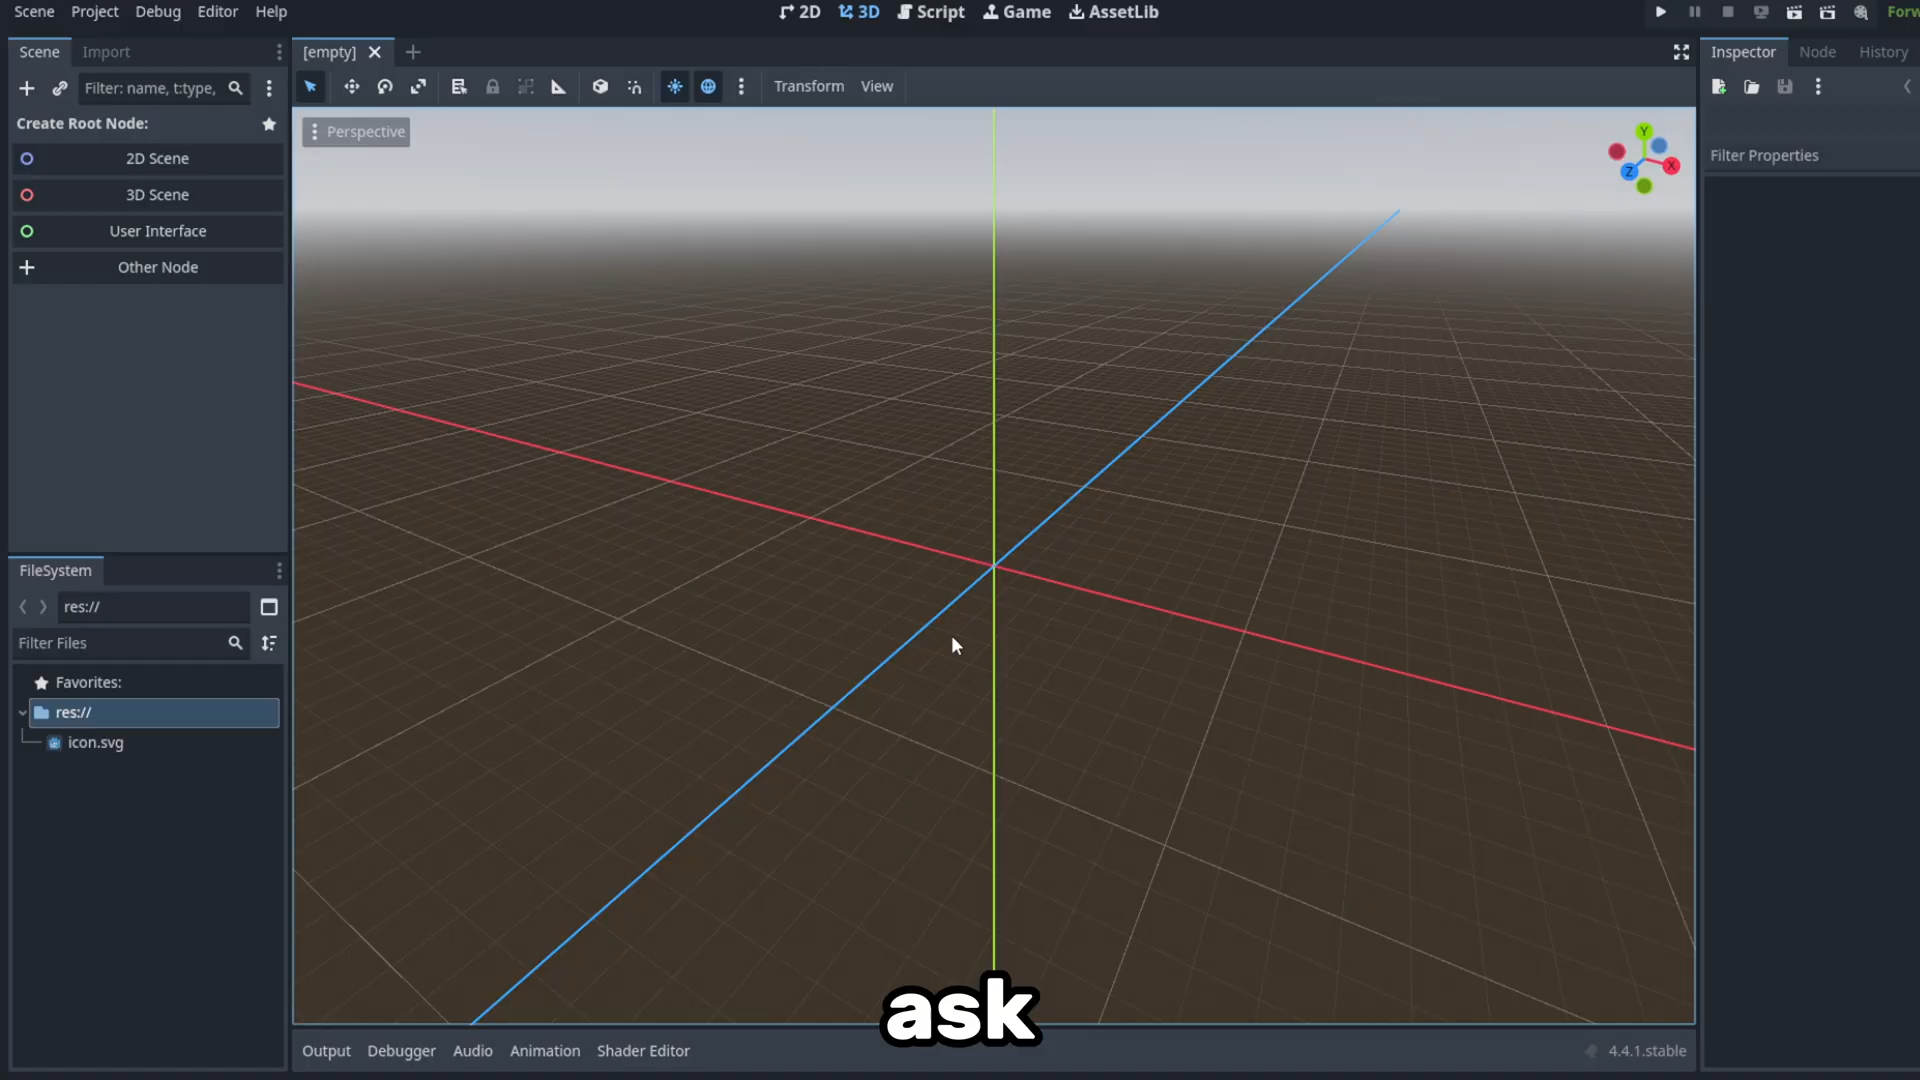 Scene Project Debug Editor Help
2D 3D Script Game AssetLib
Forw
Scene Import
[empty]
Inspector Node History
Filter: name, t:type,
Transform View
Create Root Node:
Perspective
Y
X
Z
2D Scene
3D Scene
User Interface
Other Node
Filter Properties
FileSystem
res://
Filter Files
Favorites:
res://
icon.svg
ask
Output Debugger Audio Animation Shader Editor
4.4.1.stable